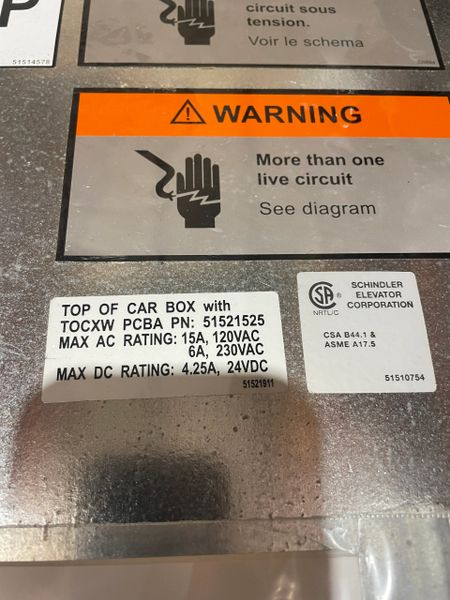 P
51514578
circuit sous
tension.
Voir le schema
⚠ WARNING
More than one
live circuit
See diagram
TOP OF CAR BOX with
TOCXW PCBA PN: 51521525
MAX AC RATING: 15A, 120VAC
6A, 230VAC
MAX DC RATING: 4.25A, 24VDC
51521911
SA
NRTL/C
SCHINDLER
ELEVATOR
CORPORATION
CSA B44.1 &
ASME A17.5
51510754